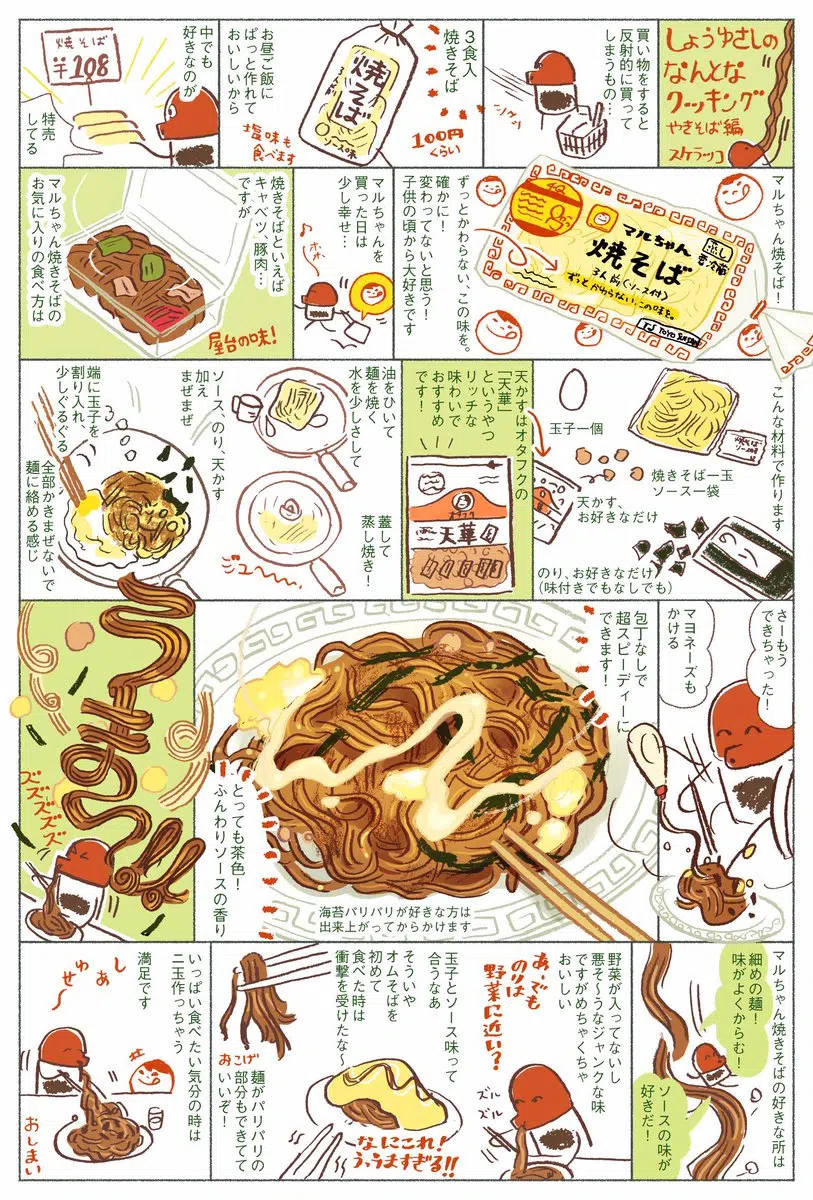 しょうゆさしの
なんとな
クッキング
やきそば編
スケラッコ
買い物をすると
反射的に買って
しまうもの…
3食入
焼きそば
100円
くらい
焼そば
ソース味
お昼ご飯に
ぱっと作れて
おいしいから
塩味も
食べます
中でも
好きなのが
焼そば
¥108
特売
してる
マルちゃん焼そば!
マルちゃん
焼そば
蒸し
3人前(ソース付)
ずっとかわらない、この味を。
ずっとかわらない、この味を。
確かに!
変わってないと思う!
子供の頃から大好きです
マルちゃんを
買った日は
少し幸せ…
ホホ
焼きそばといえば
キャベツ、豚肉…
ですが
屋台の味!
マルちゃん焼きそばの
お気に入りの食べ方は
こんな材料で作ります
玉子一個
焼きそば一玉
ソース一袋
天かす、
お好きなだけ
のり、お好きなだけ
(味付きでもなしでも)
天かすはオタフクの
「天華」
というやつ
リッチな
味わいで
おすすめ
です!
天華
油をひいて
麺を焼く
水を少しさして
蓋して
蒸し焼き!
ジュ〜〜
ソース、のり、天かす
加え
まぜまぜ
端に玉子を
割り入れ、
少しぐるぐる
全部かきまぜないで
麺に絡める感じ
さーもう
できちゃった!
マヨネーズも
かける
包丁なしで
超スピーディーに
できます!
とっても茶色!
ふんわりソースの香り
海苔パリパリが好きな方は
出来上がってからかけます
うまっ
ズズズズズ
マルちゃん焼きそばの好きな所は
細めの麺!
味がよくからむ!
ソースの味が
好きだ!
野菜が入ってないし
悪そ〜うなジャンクな味
ですがめちゃくちゃ
おいしい
あ、でも
のりは
野菜に近い?
ズル
ズル
玉子とソース味って
合うなあ
そういや
オムそばを
初めて
食べた時は
衝撃を受けたな〜
なにこれ!
うっうますぎる!!
おこげ
麺がパリパリの
部分もできてて
いいぞ!
いっぱい食べたい気分の時は
二玉作っちゃう
満足です
しあわせ〜
おしまい